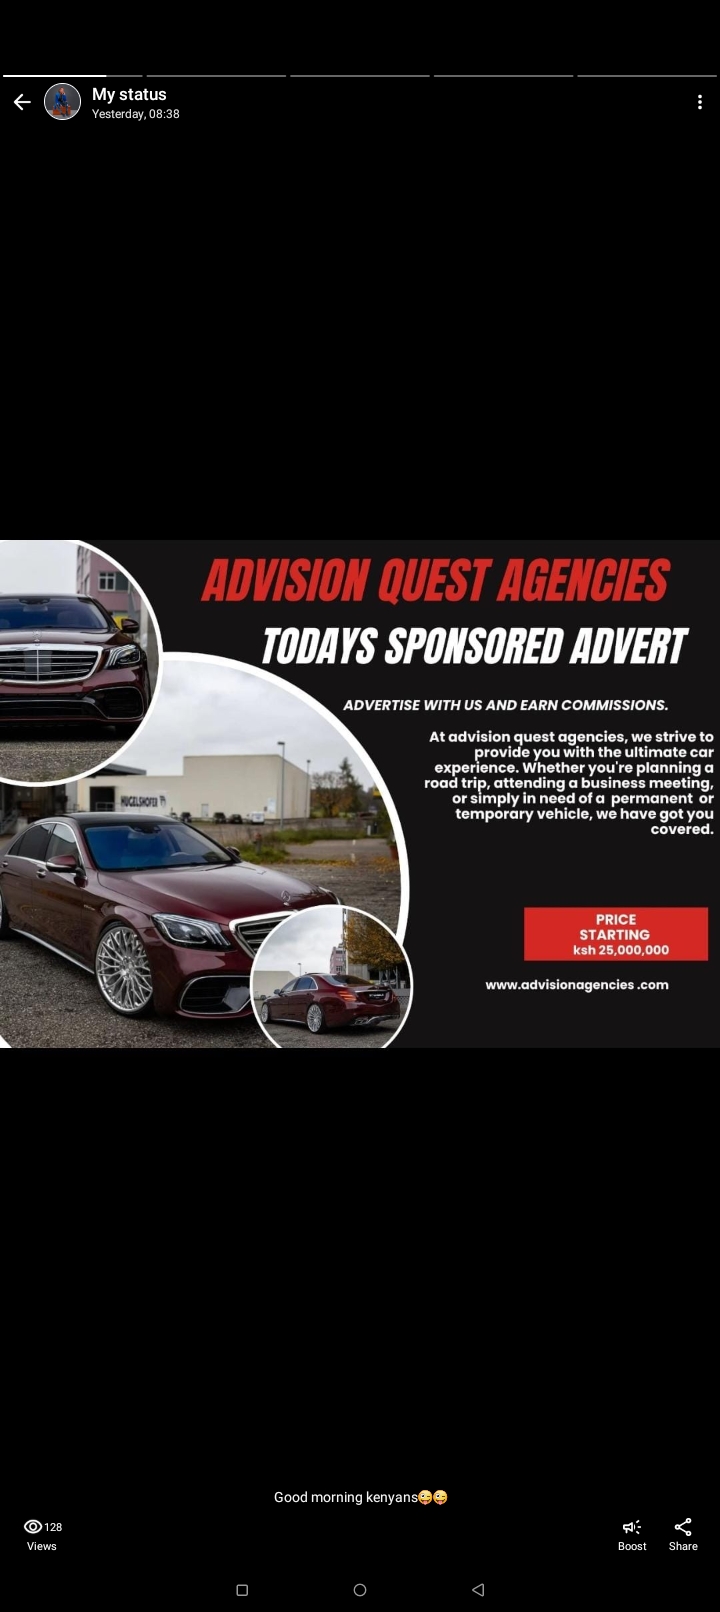 My status
Yesterday, 08:38
ADVISION QUEST AGENCIES
TODAYS SPONSORED ADVERT
ADVERTISE WITH US AND EARN COMMISSIONS.
At advision quest agencies, we strive to
provide you with the ultimate car
experience. Whether you're planning a
road trip, attending a business meeting,
or simply in need of a permanent or
temporary vehicle, we have got you
covered.
HUGELSHOFER
PRICE
STARTING
ksh 25,000,000
www.advisionagencies .com
Good morning kenyans😜😜
128
Views
Boost
Share